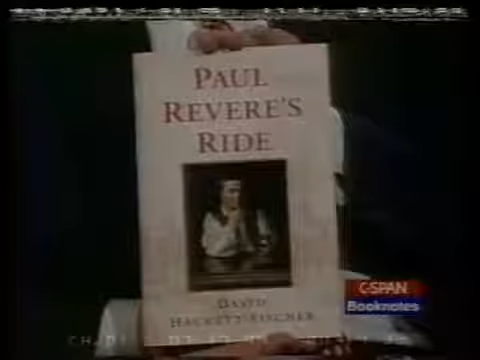 PAUL
REVERE'S
RIDE
DAVID
HACKETT FISCHER
C-SPAN
Booknotes